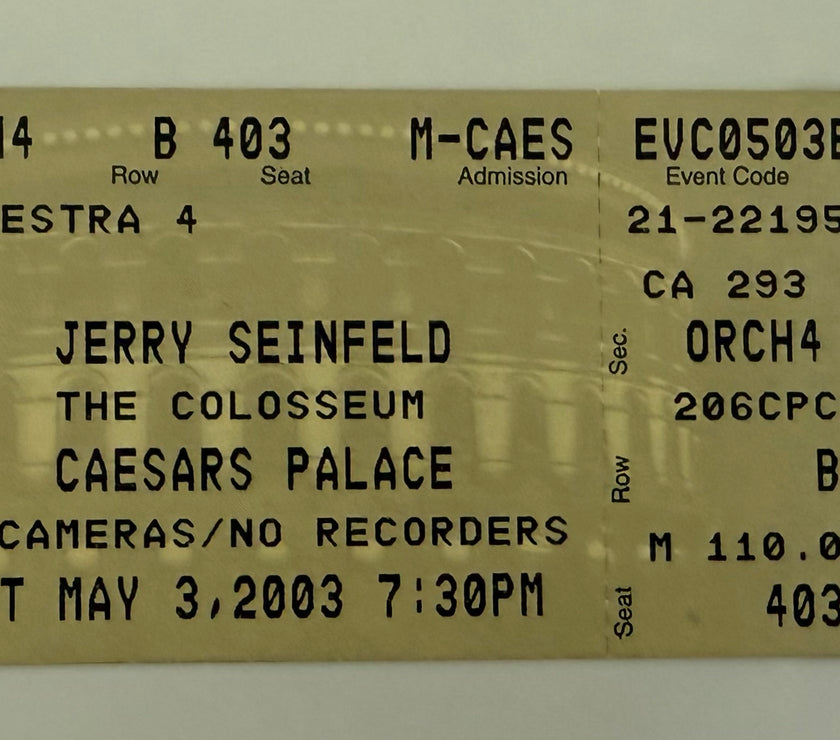 14 B 403 M-CAES
Row Seat Admission
ESTRA 4
JERRY SEINFELD
THE COLOSSEUM
CAESARS PALACE
CAMERAS/NO RECORDERS
T MAY 3,2003 7:30PM
EVC0503
Event Code
21-22195
CA 293
Sec. ORCH4
206CPC
Row B
M 110.0
Seat 403